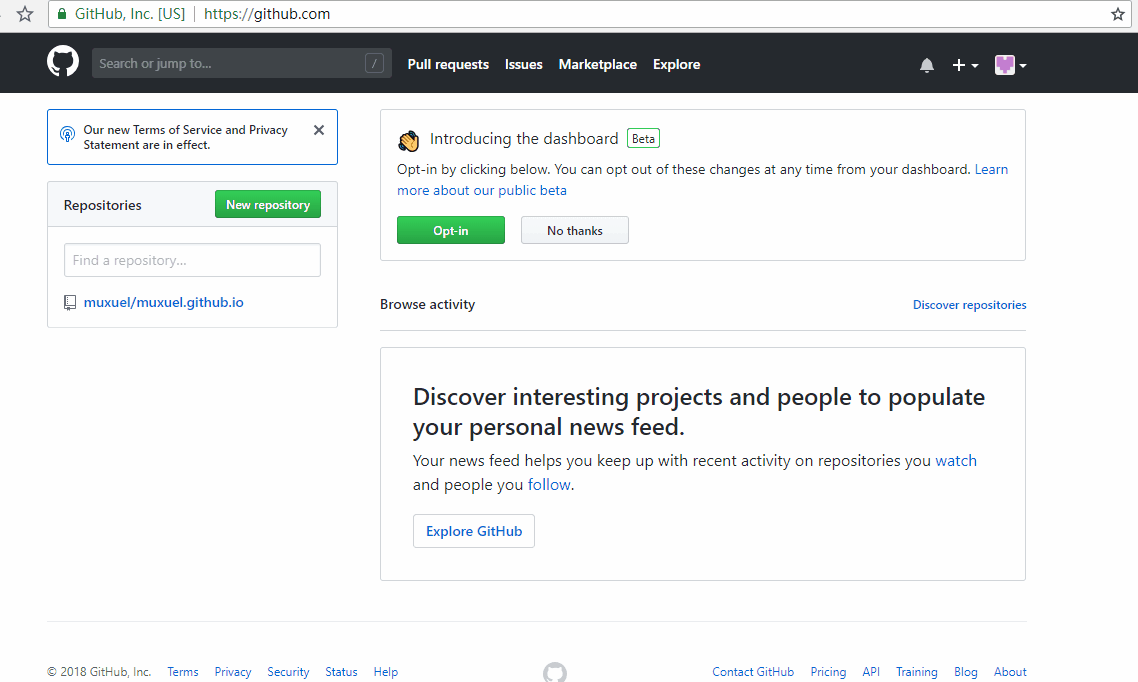 GitHub, Inc. [US] | https://github.com
Search or jump to... /
Pull requests Issues Marketplace Explore
Our new Terms of Service and Privacy
Statement are in effect.
Repositories
New repository
Find a repository...
muxuel/muxuel.github.io
Introducing the dashboard Beta
Opt-in by clicking below. You can opt out of these changes at any time from your dashboard. Learn
more about our public beta
Opt-in
No thanks
Browse activity
Discover repositories
Discover interesting projects and people to populate
your personal news feed.
Your news feed helps you keep up with recent activity on repositories you watch
and people you follow.
Explore GitHub
© 2018 GitHub, Inc. Terms Privacy Security Status Help
Contact GitHub Pricing API Training Blog About